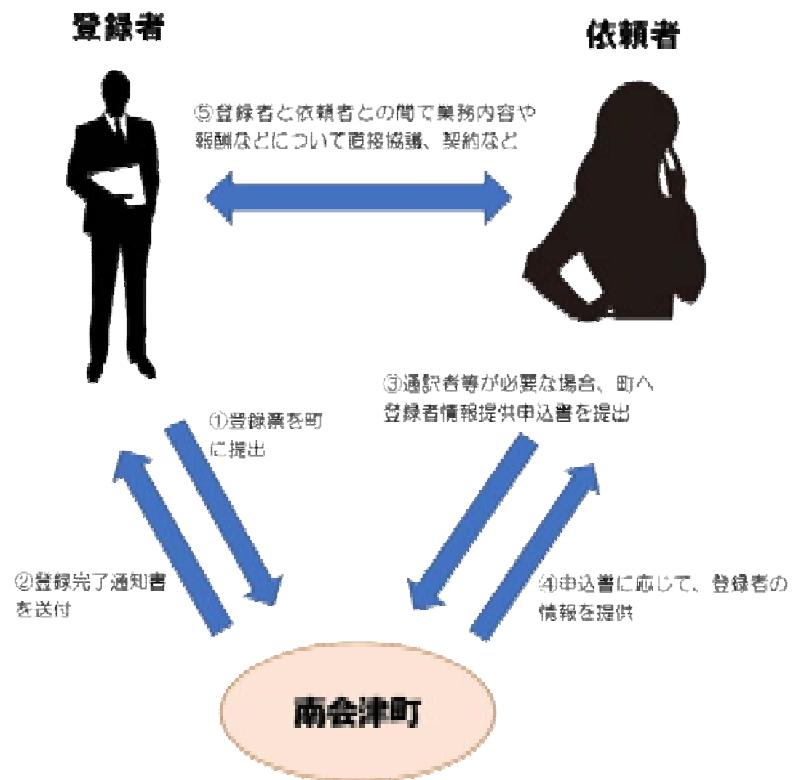 登録者
依頼者
⑤登録者と依頼者との間で業務内容や
報酬などについて直接協議、契約など
③通訳者等が必要な場合、町へ
登録者情報提供申込書を提出
①登録票を町
に提出
②登録完了通知書
を送付
④申込書に応じて、登録者の
情報を提供
南会津町